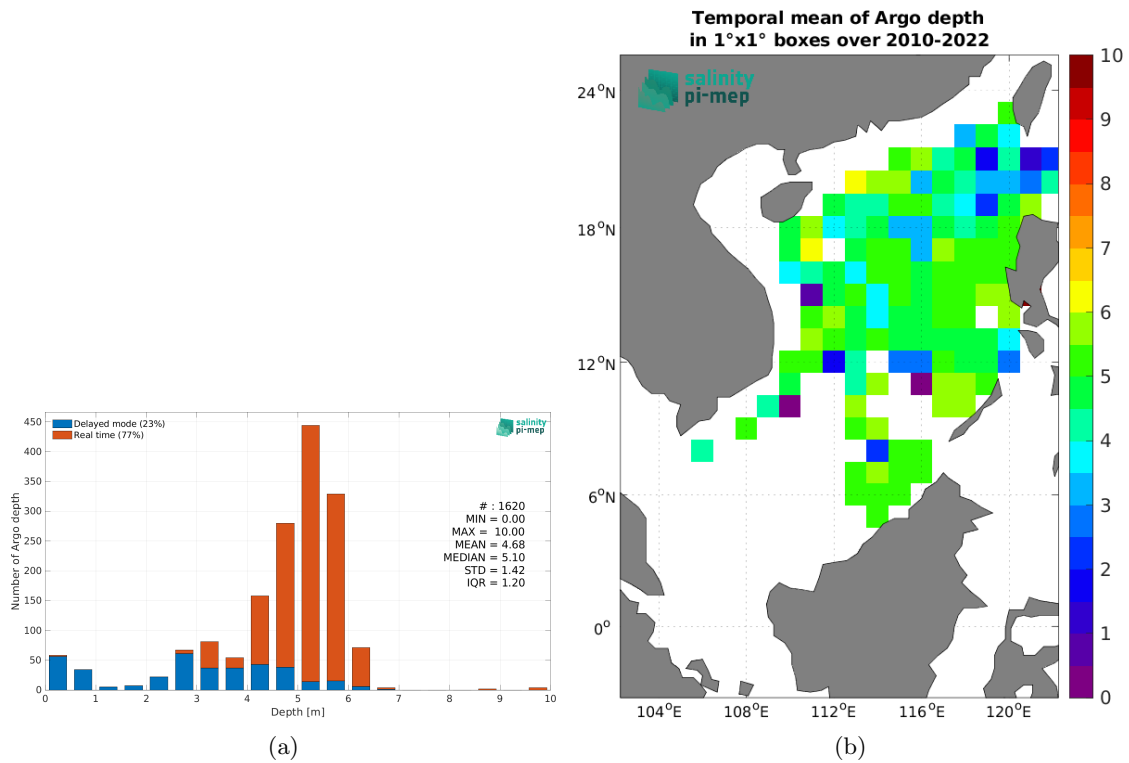 450
400
350
300
250
200
150
100
50
0
Number of Argo depth
Delayed mode (23%)
Real time (77%)
salinity
pi-mep
# : 1620
MIN = 0.00
MAX = 10.00
MEAN = 4.68
MEDIAN = 5.10
STD = 1.42
IQR = 1.20
0 1 2 3 4 5 6 7 8 9 10
Depth [m]
(a)
Temporal mean of Argo depth
in 1°x1° boxes over 2010-2022
salinity
pi-mep
24°N
18°N
12°N
6°N
0°
104°E 108°E 112°E 116°E 120°E
10
9
8
7
6
5
4
3
2
1
0
(b)